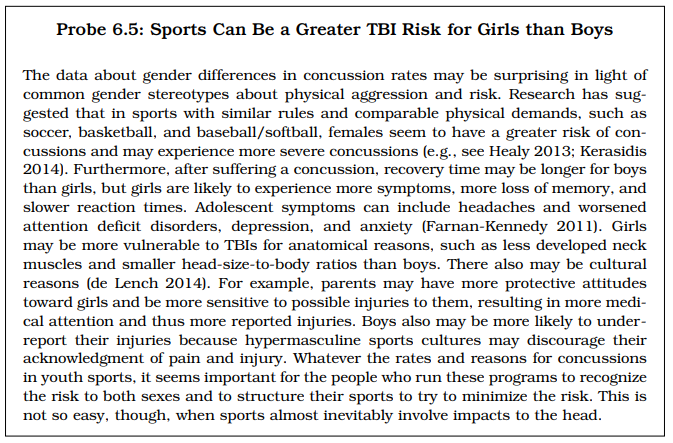 Probe 6.5: Sports Can Be a Greater TBI Risk for Girls than Boys
The data about gender differences in concussion rates may be surprising in light of
common gender stereotypes about physical aggression and risk. Research has sug-
gested that in sports with similar rules and comparable physical demands, such as
soccer, basketball, and baseball/softball, females seem to have a greater risk of con-
cussions and may experience more severe concussions (e.g., see Healy 2013; Kerasidis
2014). Furthermore, after suffering a concussion, recovery time may be longer for boys
than girls, but girls are likely to experience more symptoms, more loss of memory, and
slower reaction times. Adolescent symptoms can include headaches and worsened
attention deficit disorders, depression, and anxiety (Farnan-Kennedy 2011). Girls
may be more vulnerable to TBIs for anatomical reasons, such as less developed neck
muscles and smaller head-size-to-body ratios than boys. There also may be cultural
reasons (de Lench 2014). For example, parents may have more protective attitudes
toward girls and be more sensitive to possible injuries to them, resulting in more medi-
cal attention and thus more reported injuries. Boys also may be more likely to under-
report their injuries because hypermasculine sports cultures may discourage their
acknowledgment of pain and injury. Whatever the rates and reasons for concussions
in youth sports, it seems important for the people who run these programs to recognize
the risk to both sexes and to structure their sports to try to minimize the risk. This is
not so easy, though, when sports almost inevitably involve impacts to the head.